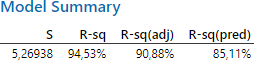 Model Summary
S R-sq R-sq(adj) R-sq(pred)
5,26938 94,53% 90,88% 85,11%